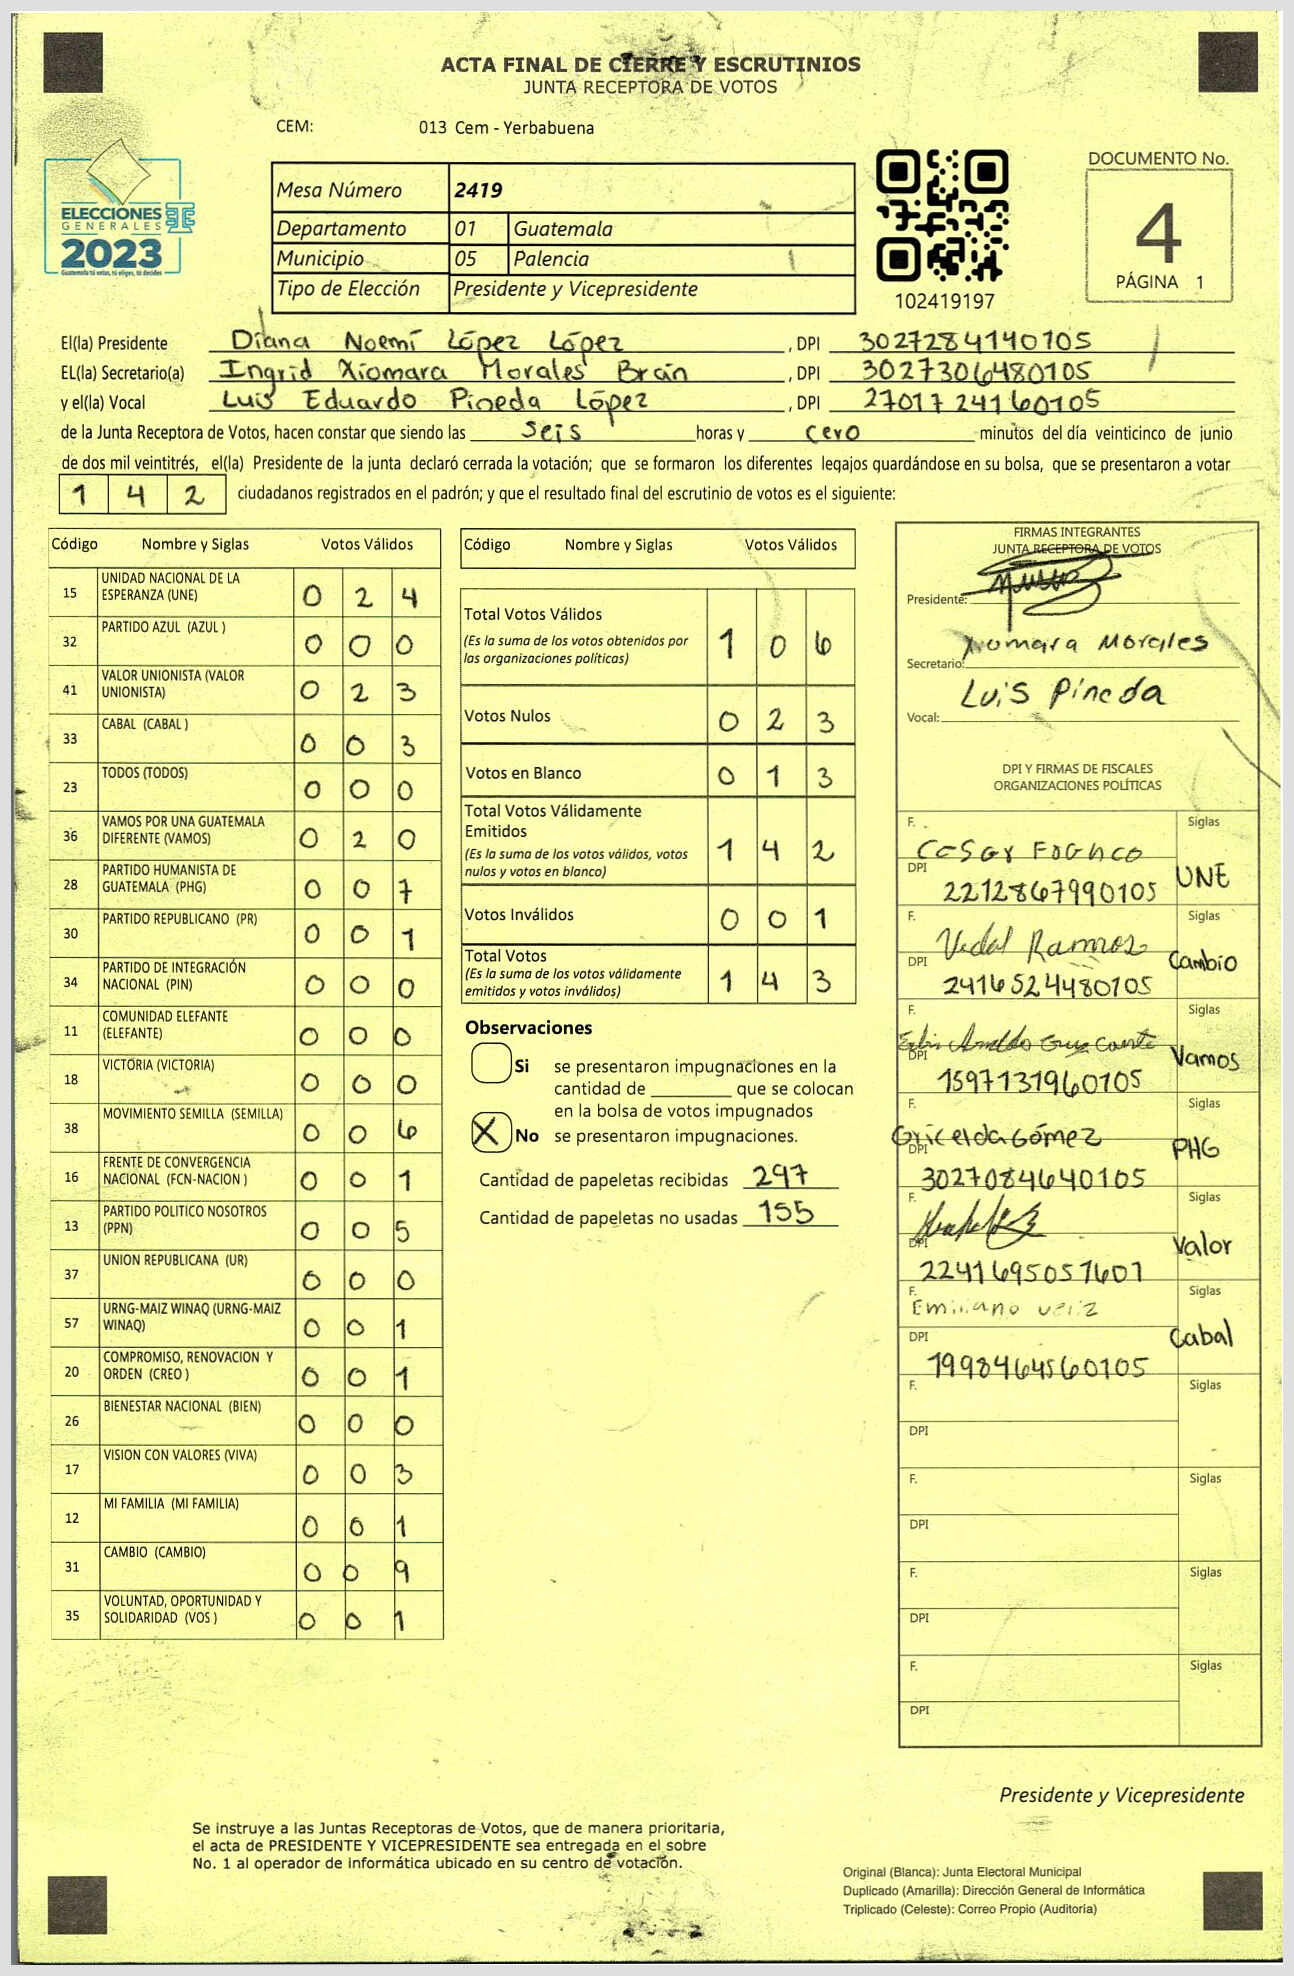 ACTA FINAL DE CIERRE Y ESCRUTINIOS
JUNTA RECEPTORA DE VOTOS
CEM: 013 Cem - Yerbabuena
ELECCIONES
GENERALES
2023
Guatemala tú votas, tú eliges, tú decides
Mesa Número 2419
Departamento 01 Guatemala
Municipio 05 Palencia
Tipo de Elección Presidente y Vicepresidente
102419197
DOCUMENTO No.
4
PÁGINA 1
El(la) Presidente Diana Noemí López López , DPI 3027284140105
EL(la) Secretario(a) Ingrid Xiomara Morales Brán , DPI 3027306480105
y el(la) Vocal Luis Eduardo Pineda López , DPI 2701724160105
de la Junta Receptora de Votos, hacen constar que siendo las seis horas y cero minutos del día veinticinco de junio
de dos mil veintitrés, el(la) Presidente de la junta declaró cerrada la votación; que se formaron los diferentes legajos guardándose en su bolsa, que se presentaron a votar
1 4 2 ciudadanos registrados en el padrón; y que el resultado final del escrutinio de votos es el siguiente:
Código Nombre y Siglas Votos Válidos
15 UNIDAD NACIONAL DE LA
ESPERANZA (UNE) 0 2 4
32 PARTIDO AZUL (AZUL ) 0 0 0
41 VALOR UNIONISTA (VALOR
UNIONISTA) 0 2 3
33 CABAL (CABAL ) 0 0 3
23 TODOS (TODOS) 0 0 0
36 VAMOS POR UNA GUATEMALA
DIFERENTE (VAMOS) 0 2 0
28 PARTIDO HUMANISTA DE
GUATEMALA (PHG) 0 0 7
30 PARTIDO REPUBLICANO (PR) 0 0 1
34 PARTIDO DE INTEGRACIÓN
NACIONAL (PIN) 0 0 0
11 COMUNIDAD ELEFANTE
(ELEFANTE) 0 0 0
18 VICTORIA (VICTORIA) 0 0 0
38 MOVIMIENTO SEMILLA (SEMILLA) 0 0 6
16 FRENTE DE CONVERGENCIA
NACIONAL (FCN-NACION ) 0 0 1
13 PARTIDO POLITICO NOSOTROS
(PPN) 0 0 5
37 UNION REPUBLICANA (UR) 0 0 0
57 URNG-MAIZ WINAQ (URNG-MAIZ
WINAQ) 0 0 1
20 COMPROMISO, RENOVACION Y
ORDEN (CREO ) 0 0 1
26 BIENESTAR NACIONAL (BIEN) 0 0 0
17 VISION CON VALORES (VIVA) 0 0 3
12 MI FAMILIA (MI FAMILIA) 0 0 1
31 CAMBIO (CAMBIO) 0 0 9
35 VOLUNTAD, OPORTUNIDAD Y
SOLIDARIDAD (VOS ) 0 0 1
Código Nombre y Siglas Votos Válidos
Total Votos Válidos
(Es la suma de los votos obtenidos por
las organizaciones políticas) 1 0 6
Votos Nulos 0 2 3
Votos en Blanco 0 1 3
Total Votos Válidamente
Emitidos
(Es la suma de los votos válidos, votos
nulos y votos en blanco) 1 4 2
Votos Inválidos 0 0 1
Total Votos
(Es la suma de los votos válidamente
emitidos y votos inválidos) 1 4 3
Observaciones
Si se presentaron impugnaciones en la
cantidad de ________ que se colocan
en la bolsa de votos impugnados
X No se presentaron impugnaciones.
Cantidad de papeletas recibidas 297
Cantidad de papeletas no usadas 155
FIRMAS INTEGRANTES
JUNTA RECEPTORA DE VOTOS
Presidente:
Secretario: Xiomara Morales
Vocal: Luis Pineda
DPI Y FIRMAS DE FISCALES
ORGANIZACIONES POLÍTICAS
F. Siglas
DPI 2212867990105 UNE
F. Vidal Ramos Siglas
DPI 2416524480105 Cambio
F. Siglas
DPI 1597131960105 Vamos
F. Gricelda Gómez Siglas
DPI 3027084640105 PHG
F. Siglas
DPI 2241695051601 Valor
F. Emiliano Veliz Siglas
DPI 1998464560105 Cabal
F. Siglas
DPI
F. Siglas
DPI
F. Siglas
DPI
F. Siglas
DPI
Presidente y Vicepresidente
Se instruye a las Juntas Receptoras de Votos, que de manera prioritaria,
el acta de PRESIDENTE Y VICEPRESIDENTE sea entregada en el sobre
No. 1 al operador de informática ubicado en su centro de votación.
Original (Blanca): Junta Electoral Municipal
Duplicado (Amarilla): Dirección General de Informática
Triplicado (Celeste): Correo Propio (Auditoría)